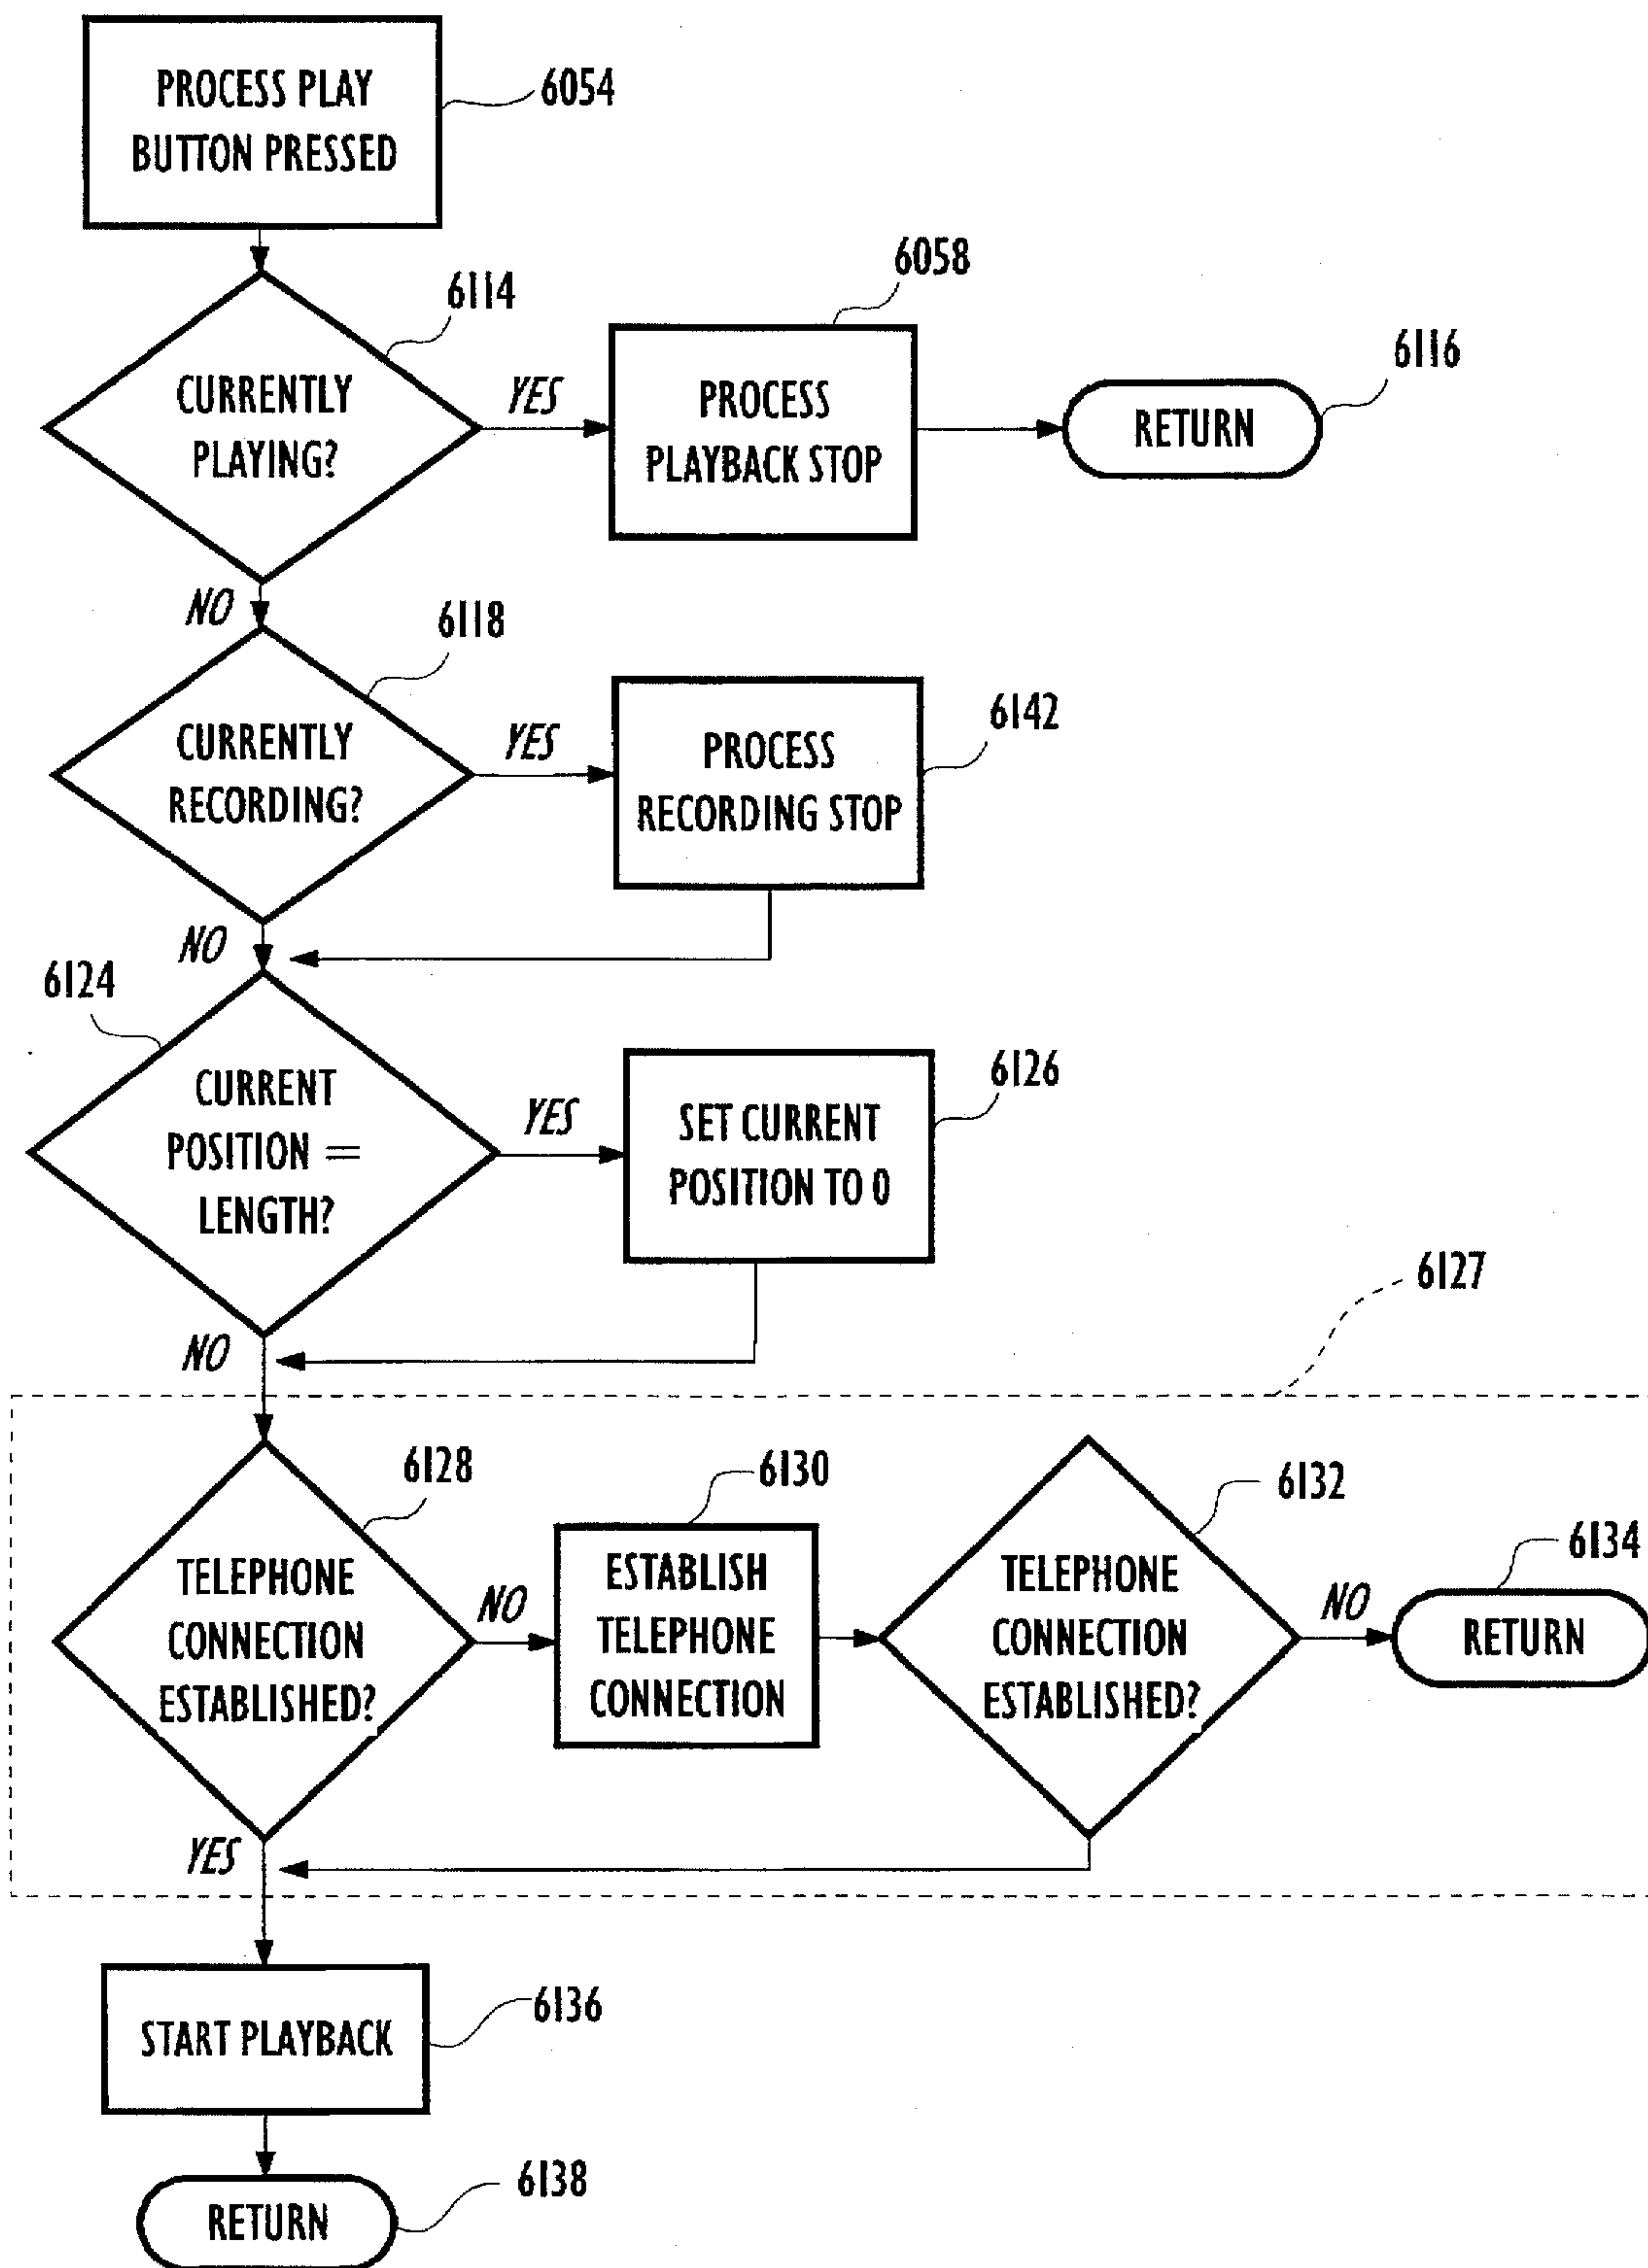 PROCESS PLAY
BUTTON PRESSED
6054
6114
CURRENTLY
PLAYING?
YES
6058
PROCESS
PLAYBACK STOP
6116
RETURN
NO
6118
CURRENTLY
RECORDING?
YES
6142
PROCESS
RECORDING STOP
NO
6124
CURRENT
POSITION =
LENGTH?
YES
6126
SET CURRENT
POSITION TO 0
NO
6127
6128
TELEPHONE
CONNECTION
ESTABLISHED?
NO
6130
ESTABLISH
TELEPHONE
CONNECTION
6132
TELEPHONE
CONNECTION
ESTABLISHED?
NO
6134
RETURN
YES
START PLAYBACK
6136
RETURN
6138